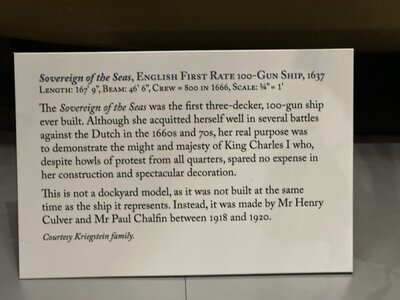 Sovereign of the Seas, English First Rate 100-Gun Ship, 1637
Length: 167' 9", Beam: 46' 6", Crew = 800 in 1666, Scale: ¼" = 1'
The Sovereign of the Seas was the first three-decker, 100-gun ship
ever built. Although she acquitted herself well in several battles
against the Dutch in the 1660s and 70s, her real purpose was
to demonstrate the might and majesty of King Charles I who,
despite howls of protest from all quarters, spared no expense in
her construction and spectacular decoration.
This is not a dockyard model, as it was not built at the same
time as the ship it represents. Instead, it was made by Mr Henry
Culver and Mr Paul Chalfin between 1918 and 1920.
Courtesy Kriegstein family.